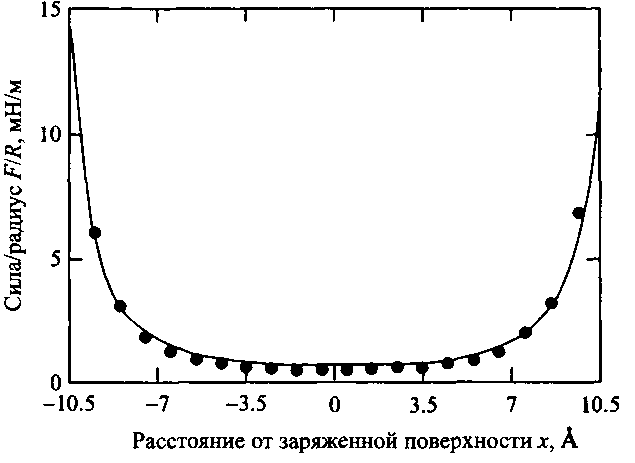 Сила/радиус F/R, мН/м
15
10
5
0
−10.5 −7 −3.5 0 3.5 7 10.5
Расстояние от заряженной поверхности x, Å